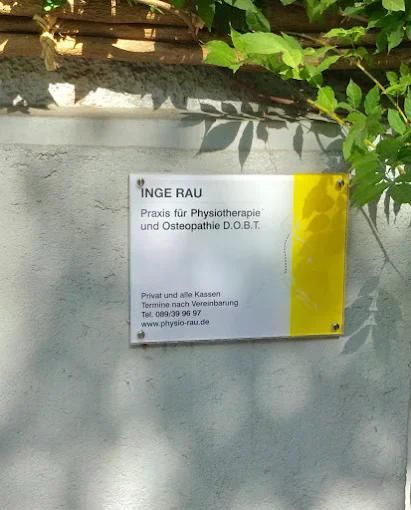 INGE RAU
Praxis für Physiotherapie
und Osteopathie D.O.B.T.
Privat und alle Kassen
Termine nach Vereinbarung
Tel. 089/39 96 97
www.physio-rau.de